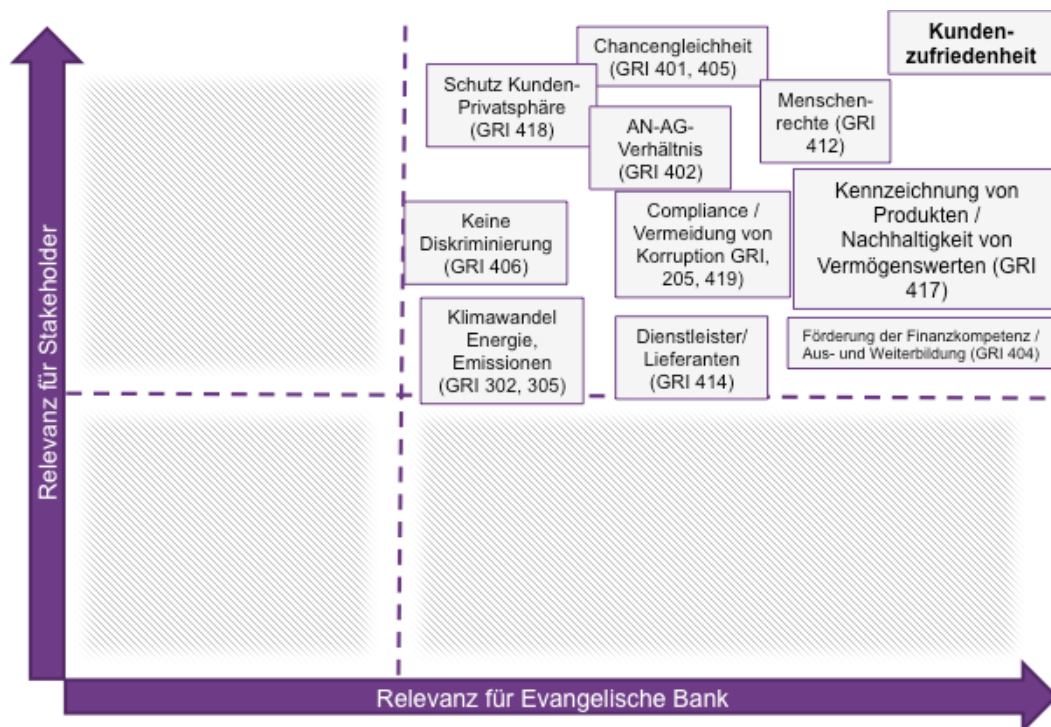 Kunden-
zufriedenheit
Chancengleichheit
(GRI 401, 405)
Schutz Kunden-
Privatsphäre
(GRI 418)
Menschen-
rechte (GRI
412)
AN-AG-
Verhältnis
(GRI 402)
Kennzeichnung von
Produkten /
Nachhaltigkeit von
Vermögenswerten (GRI
417)
Keine
Diskriminierung
(GRI 406)
Compliance /
Vermeidung von
Korruption GRI,
205, 419)
Klimawandel
Energie,
Emissionen
(GRI 302, 305)
Dienstleister/
Lieferanten
(GRI 414)
Förderung der Finanzkompetenz /
Aus- und Weiterbildung (GRI 404)
Relevanz für Stakeholder
Relevanz für Evangelische Bank